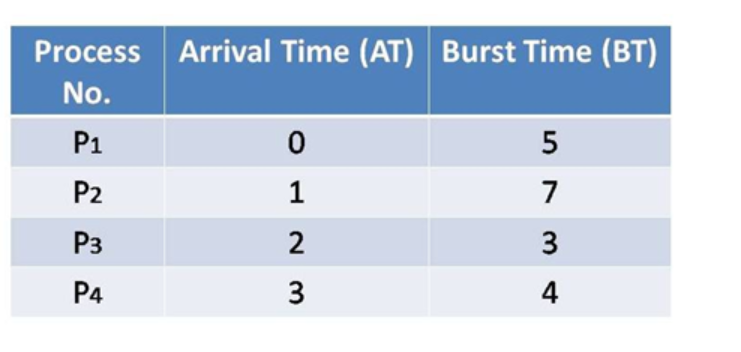 Process No. Arrival Time (AT) Burst Time (BT)
P1 0 5
P2 1 7
P3 2 3
P4 3 4